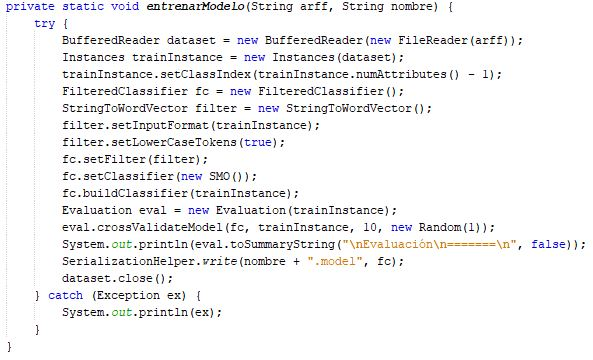 private static void entrenarModelo(String arff, String nombre) {
    try {
        BufferedReader dataset = new BufferedReader(new FileReader(arff));
        Instances trainInstance = new Instances(dataset);
        trainInstance.setClassIndex(trainInstance.numAttributes() - 1);
        FilteredClassifier fc = new FilteredClassifier();
        StringToWordVector filter = new StringToWordVector();
        filter.setInputFormat(trainInstance);
        filter.setLowerCaseTokens(true);
        fc.setFilter(filter);
        fc.setClassifier(new SMO());
        fc.buildClassifier(trainInstance);
        Evaluation eval = new Evaluation(trainInstance);
        eval.crossValidateModel(fc, trainInstance, 10, new Random(1));
        System.out.println(eval.toSummaryString("\nEvaluación\n=======\n", false));
        SerializationHelper.write(nombre + ".model", fc);
        dataset.close();
    } catch (Exception ex) {
        System.out.println(ex);
    }
}